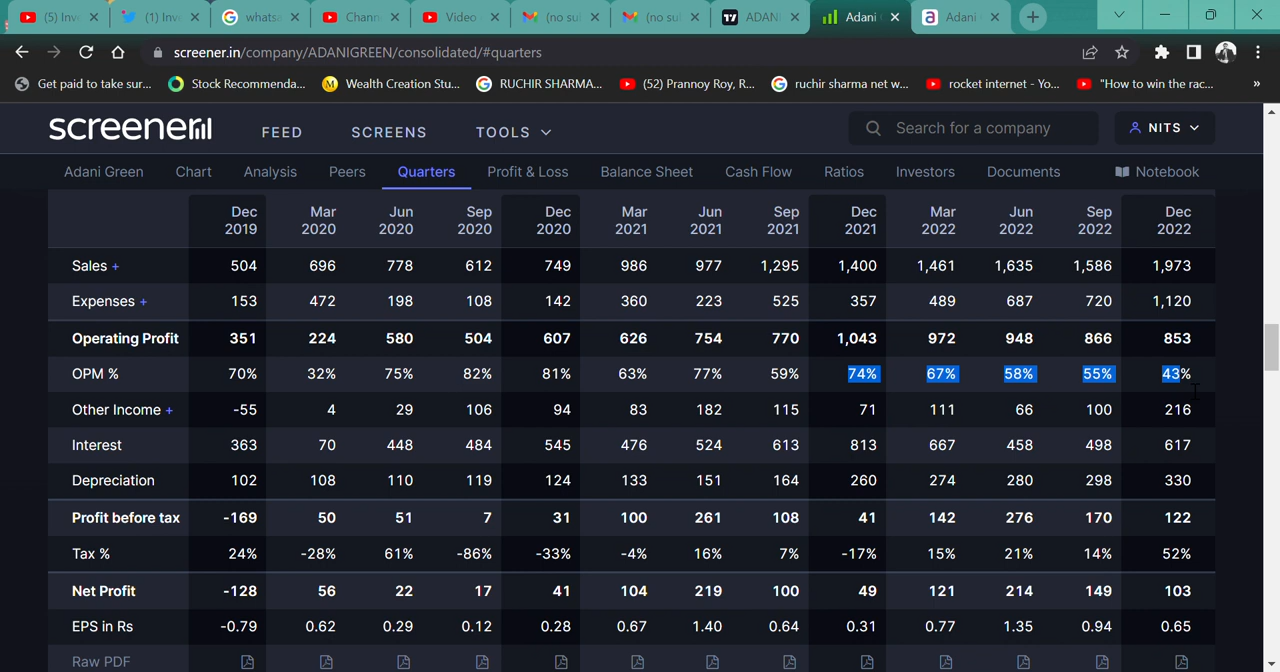 (5) Inve
(1) Inve
whatsa
Chann
Video
(no sul
(no sul
ADANI
Adani
Adani
screener.in/company/ADANIGREEN/consolidated/#quarters
Get paid to take sur... Stock Recommenda... Wealth Creation Stu... RUCHIR SHARMA... (52) Prannoy Roy, R... ruchir sharma net w... rocket internet - Yo... "How to win the rac... »
screener FEED SCREENS TOOLS Search for a company NITS
Adani Green Chart Analysis Peers Quarters Profit & Loss Balance Sheet Cash Flow Ratios Investors Documents Notebook
Dec Mar Jun Sep Dec Mar Jun Sep Dec Mar Jun Sep Dec
2019 2020 2020 2020 2020 2021 2021 2021 2021 2022 2022 2022 2022
Sales + 504 696 778 612 749 986 977 1,295 1,400 1,461 1,635 1,586 1,973
Expenses + 153 472 198 108 142 360 223 525 357 489 687 720 1,120
Operating Profit 351 224 580 504 607 626 754 770 1,043 972 948 866 853
OPM % 70% 32% 75% 82% 81% 63% 77% 59% 74% 67% 58% 55% 43%
Other Income + -55 4 29 106 94 83 182 115 71 111 66 100 216
Interest 363 70 448 484 545 476 524 613 813 667 458 498 617
Depreciation 102 108 110 119 124 133 151 164 260 274 280 298 330
Profit before tax -169 50 51 7 31 100 261 108 41 142 276 170 122
Tax % 24% -28% 61% -86% -33% -4% 16% 7% -17% 15% 21% 14% 52%
Net Profit -128 56 22 17 41 104 219 100 49 121 214 149 103
EPS in Rs -0.79 0.62 0.29 0.12 0.28 0.67 1.40 0.64 0.31 0.77 1.35 0.94 0.65
Raw PDF